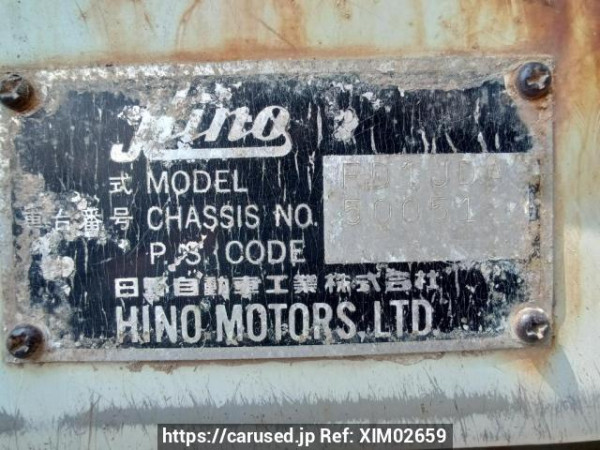 Hino
式 MODEL
車台番号 CHASSIS NO. 50051
P.S. CODE
日野自動車工業株式会社
HINO MOTORS, LTD.
https://carused.jp Ref: XIM02659